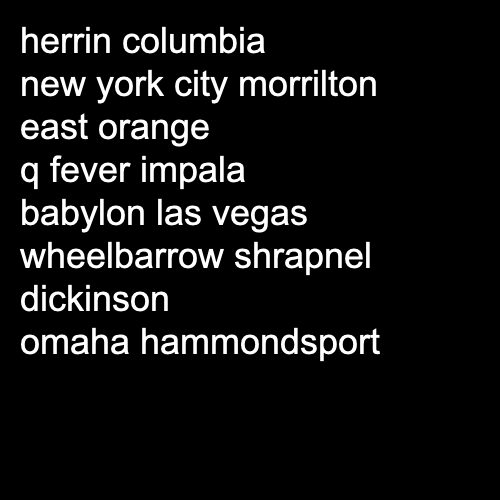 herrin columbia
new york city morrilton
east orange
q fever impala
babylon las vegas
wheelbarrow shrapnel
dickinson
omaha hammondsport